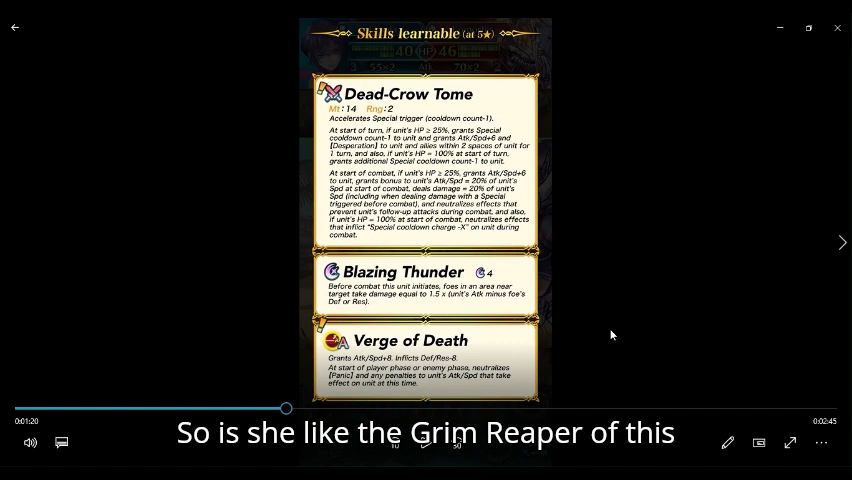 Skills learnable (at 5★)
40 HP 46
3 55×2 Atk 70×2 2
Dead-Crow Tome
Mt:14 Rng:2
Accelerates Special trigger (cooldown count-1).
At start of turn, if unit's HP ≥ 25%, grants Special
cooldown count-1 to unit and grants Atk/Spd+6 and
【Desperation】to unit and allies within 2 spaces of unit for
1 turn, and also, if unit's HP = 100% at start of turn,
grants additional Special cooldown count-1 to unit.
At start of combat, if unit's HP ≥ 25%, grants Atk/Spd+6
to unit, grants bonus to unit's Atk/Spd = 20% of unit's
Spd at start of combat, deals damage = 20% of unit's
Spd (including when dealing damage with a Special
triggered before combat), and neutralizes effects that
prevent unit's follow-up attacks during combat, and also,
if unit's HP = 100% at start of combat, neutralizes effects
that inflict "Special cooldown charge -X" on unit during
combat.
Blazing Thunder 4
Before combat this unit initiates, foes in an area near
target take damage equal to 1.5 x (unit's Atk minus foe's
Def or Res).
A Verge of Death
Grants Atk/Spd+8. Inflicts Def/Res-8.
At start of player phase or enemy phase, neutralizes
【Panic】and any penalties to unit's Atk/Spd that take
effect on unit at this time.
0:01:20
0:02:45
So is she like the Grim Reaper of this
10
30